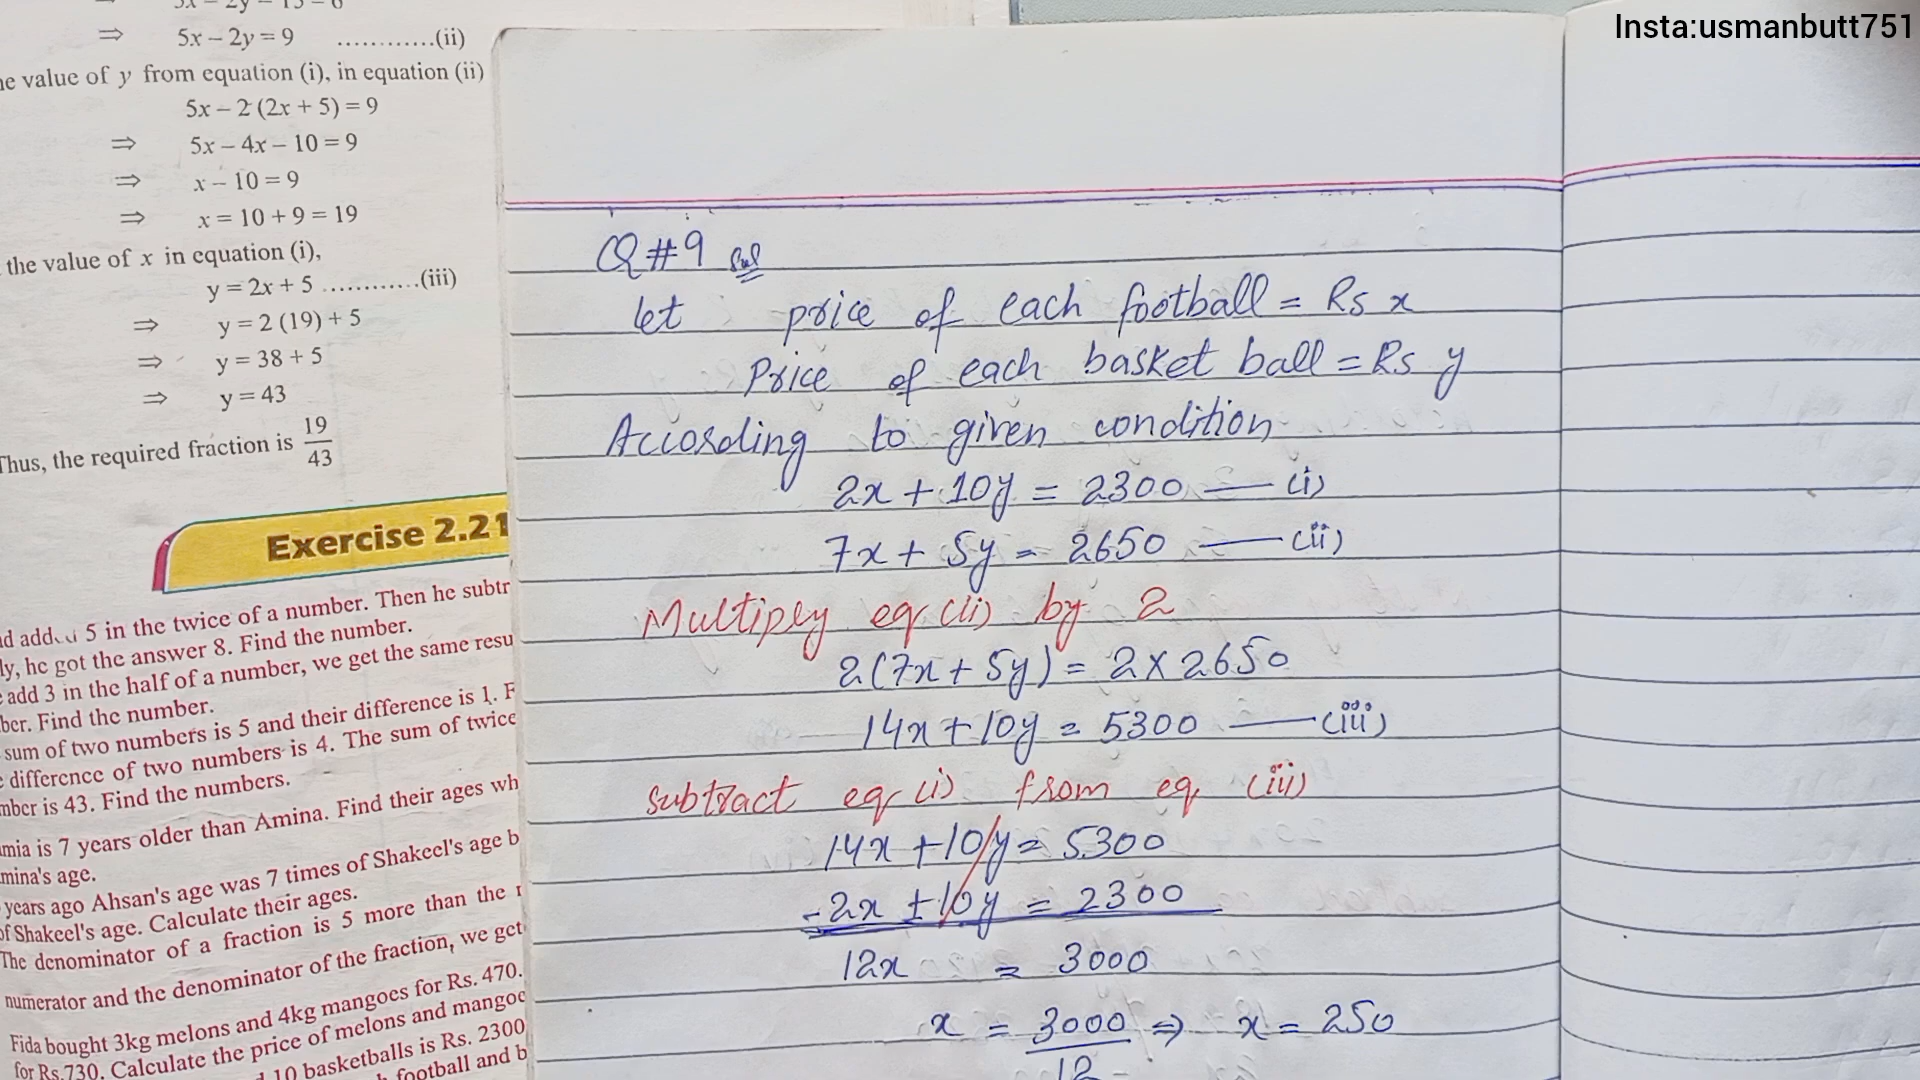 Insta:usmanbutt751
⇒ 5x – 2y = 9 ............(ii)
value of y from equation (i), in equation (ii)
5x – 2 (2x + 5) = 9
⇒ 5x – 4x – 10 = 9
⇒ x – 10 = 9
⇒ x = 10 + 9 = 19
the value of x in equation (i),
y = 2x + 5 ............(iii)
⇒ y = 2 (19) + 5
⇒ y = 38 + 5
⇒ y = 43
Thus, the required fraction is 19/43
Exercise 2.21
5 in the twice of a number. Then he subtr
ly, he got the answer 8. Find the number.
add 3 in the half of a number, we get the same resu
ber. Find the number.
sum of two numbers is 5 and their difference is 1. F
difference of two numbers is 4. The sum of twice
mber is 43. Find the numbers.
mia is 7 years older than Amina. Find their ages wh
mina's age.
years ago Ahsan's age was 7 times of Shakeel's age b
of Shakeel's age. Calculate their ages.
The denominator of a fraction is 5 more than the
numerator and the denominator of the fraction, we get
Fida bought 3kg melons and 4kg mangoes for Rs. 470.
for Rs.730. Calculate the price of melons and mangoe
10 basketballs is Rs. 2300
football and b
Q#9 Sol
let price of each football = Rs x
Price of each basket ball = Rs y
According to given condition
2x + 10y = 2300 — (i)
7x + 5y = 2650 — (ii)
Multiply eq (ii) by 2
2(7x + 5y) = 2 × 2650
14x + 10y = 5300 — (iii)
subtract eq (i) from eq (iii)
14x + 10y = 5300
-2x ± 10y = 2300
12x = 3000
x = 3000/12 ⇒ x = 250